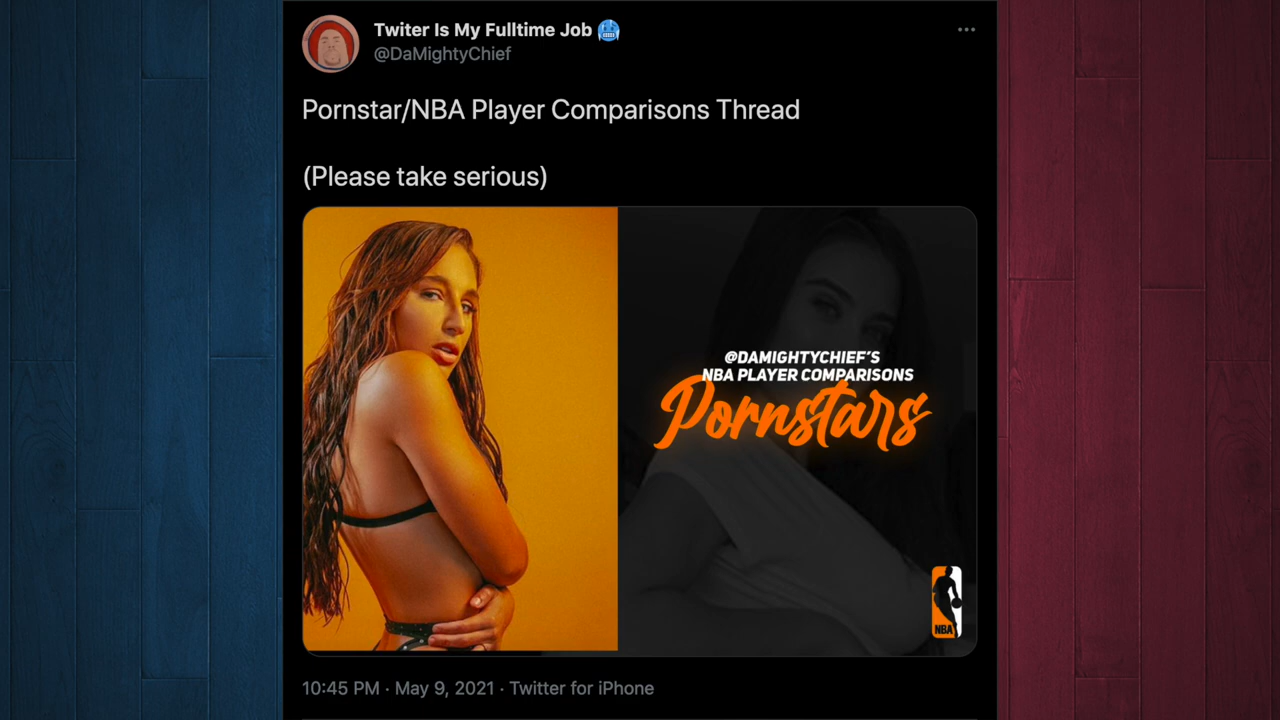 Twiter Is My Fulltime Job 🥶
@DaMightyChief
Pornstar/NBA Player Comparisons Thread
(Please take serious)
@DAMIGHTYCHIEF'S
NBA PLAYER COMPARISONS
Pornstars
NBA
10:45 PM · May 9, 2021 · Twitter for iPhone